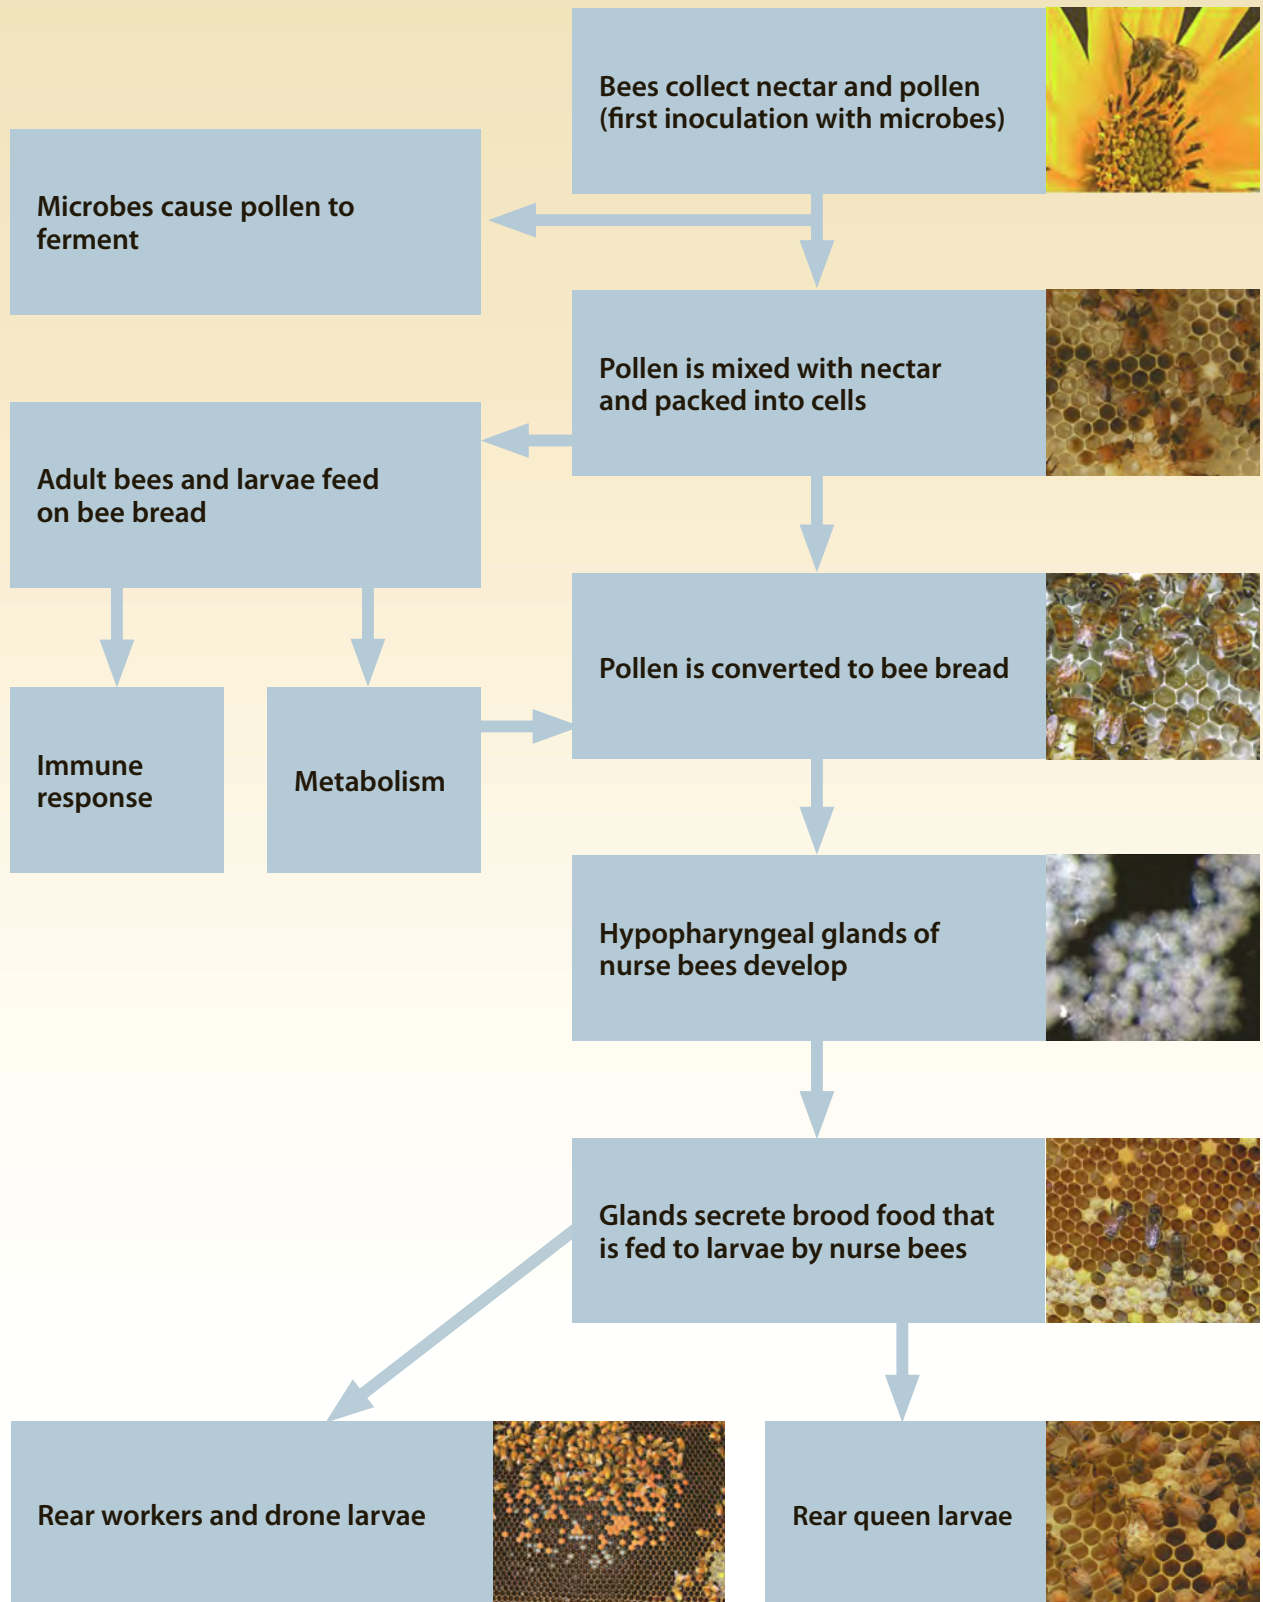 Bees collect nectar and pollen
(first inoculation with microbes)
Microbes cause pollen to
ferment
Pollen is mixed with nectar
and packed into cells
Adult bees and larvae feed
on bee bread
Pollen is converted to bee bread
Immune
response
Metabolism
Hypopharyngeal glands of
nurse bees develop
Glands secrete brood food that
is fed to larvae by nurse bees
Rear workers and drone larvae
Rear queen larvae